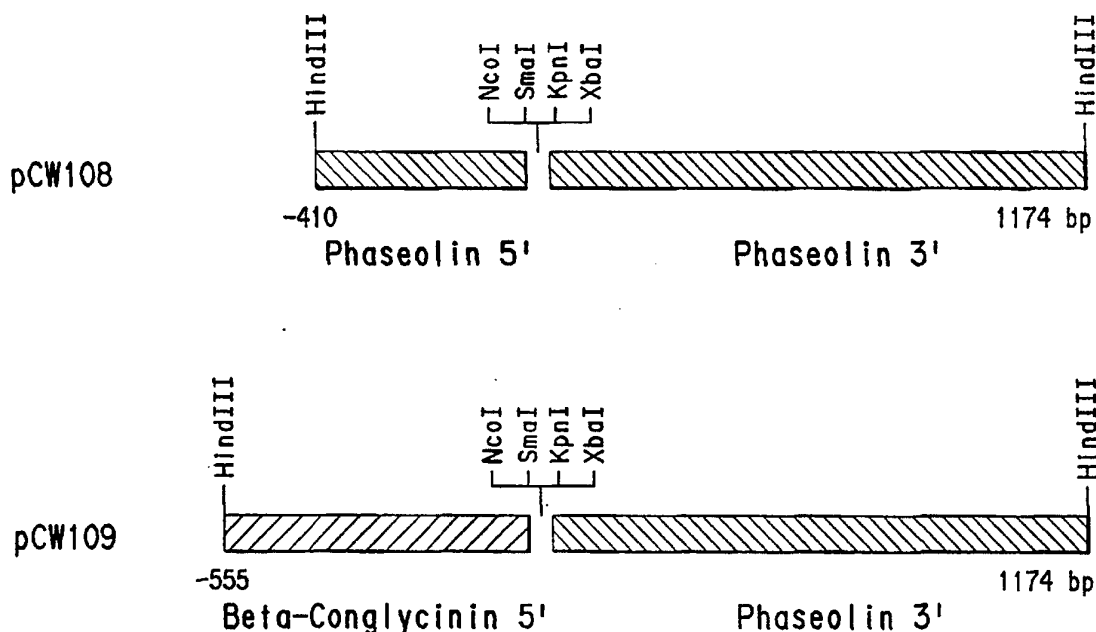 HindIII
NcoI
SmaI
KpnI
XbaI
HindIII
pCW108
-410
1174 bp
Phaseolin 5'
Phaseolin 3'
HindIII
NcoI
SmaI
KpnI
XbaI
HindIII
pCW109
-555
1174 bp
Beta-Conglycinin 5'
Phaseolin 3'